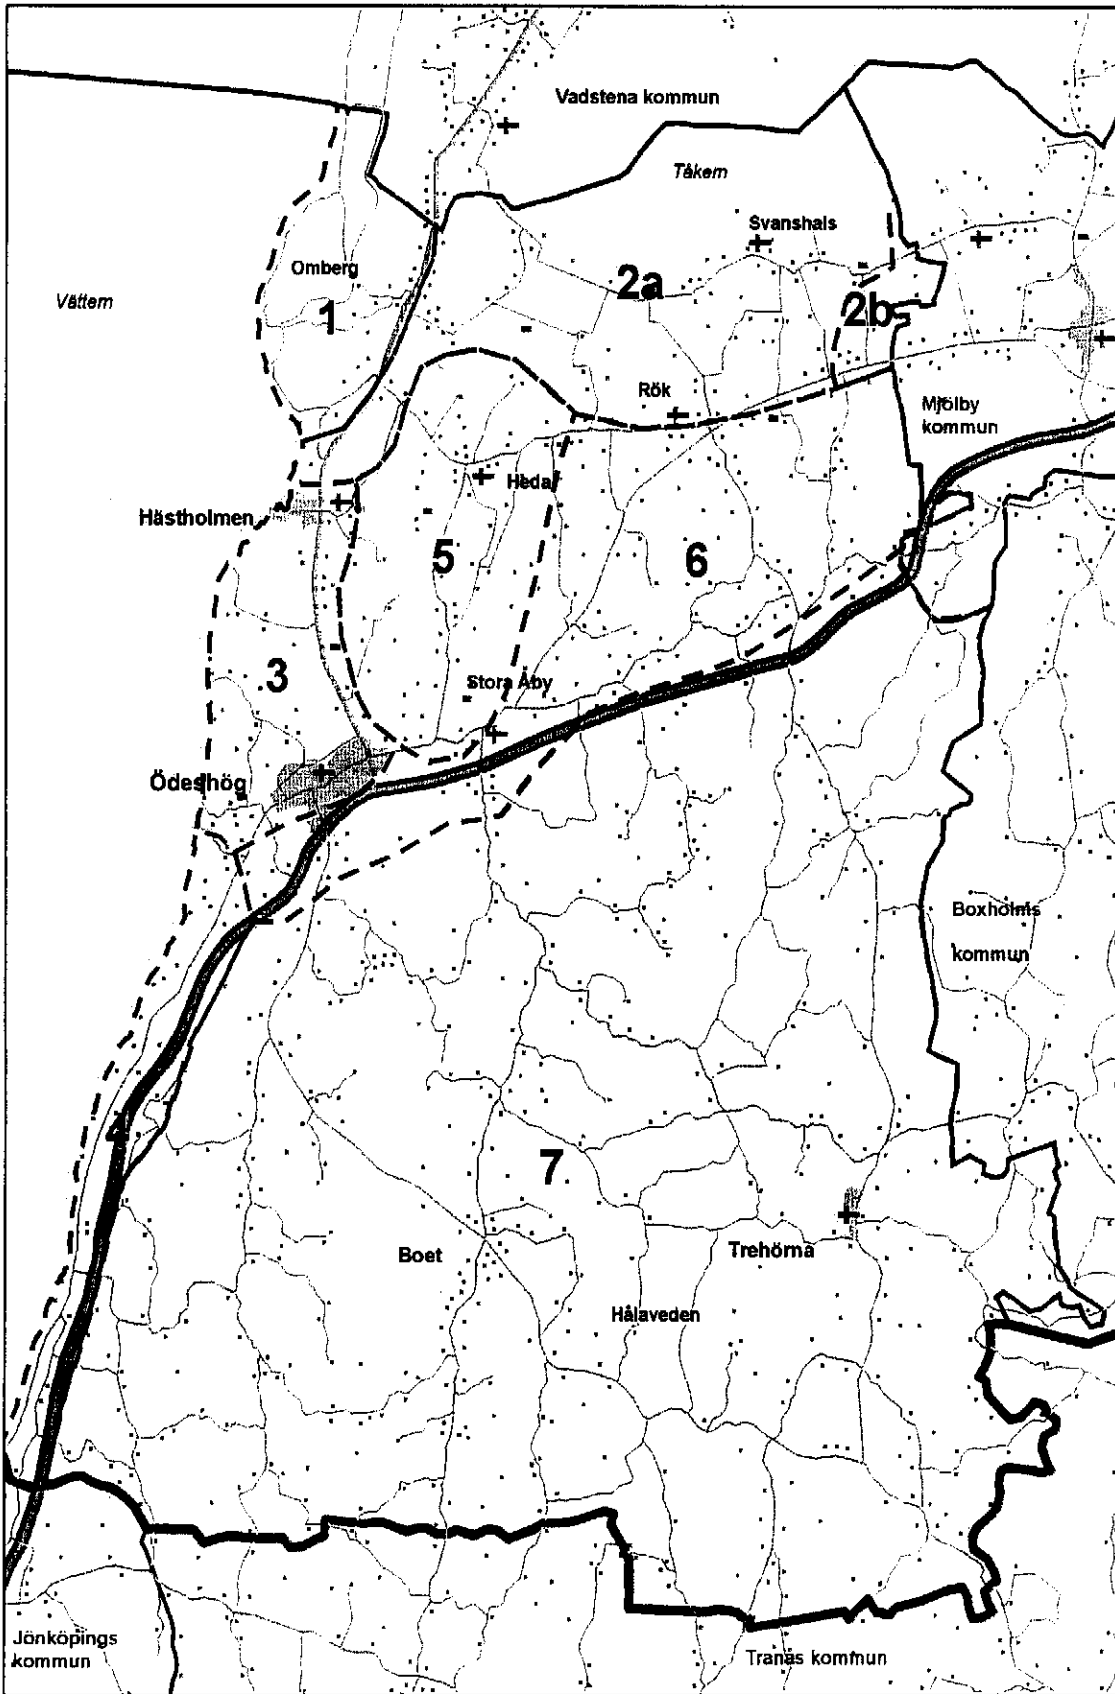 Vadstena kommun
Tåkern
Svanshals
Omberg
2a
Vättern
1
2b
Rök
Mjölby
kommun
Heda
Hästholmen
5
6
3
Stora Åby
Ödeshög
Boxholms
kommun
4
7
Boet
Trehörna
Hålaveden
Jönköpings
kommun
Tranås kommun